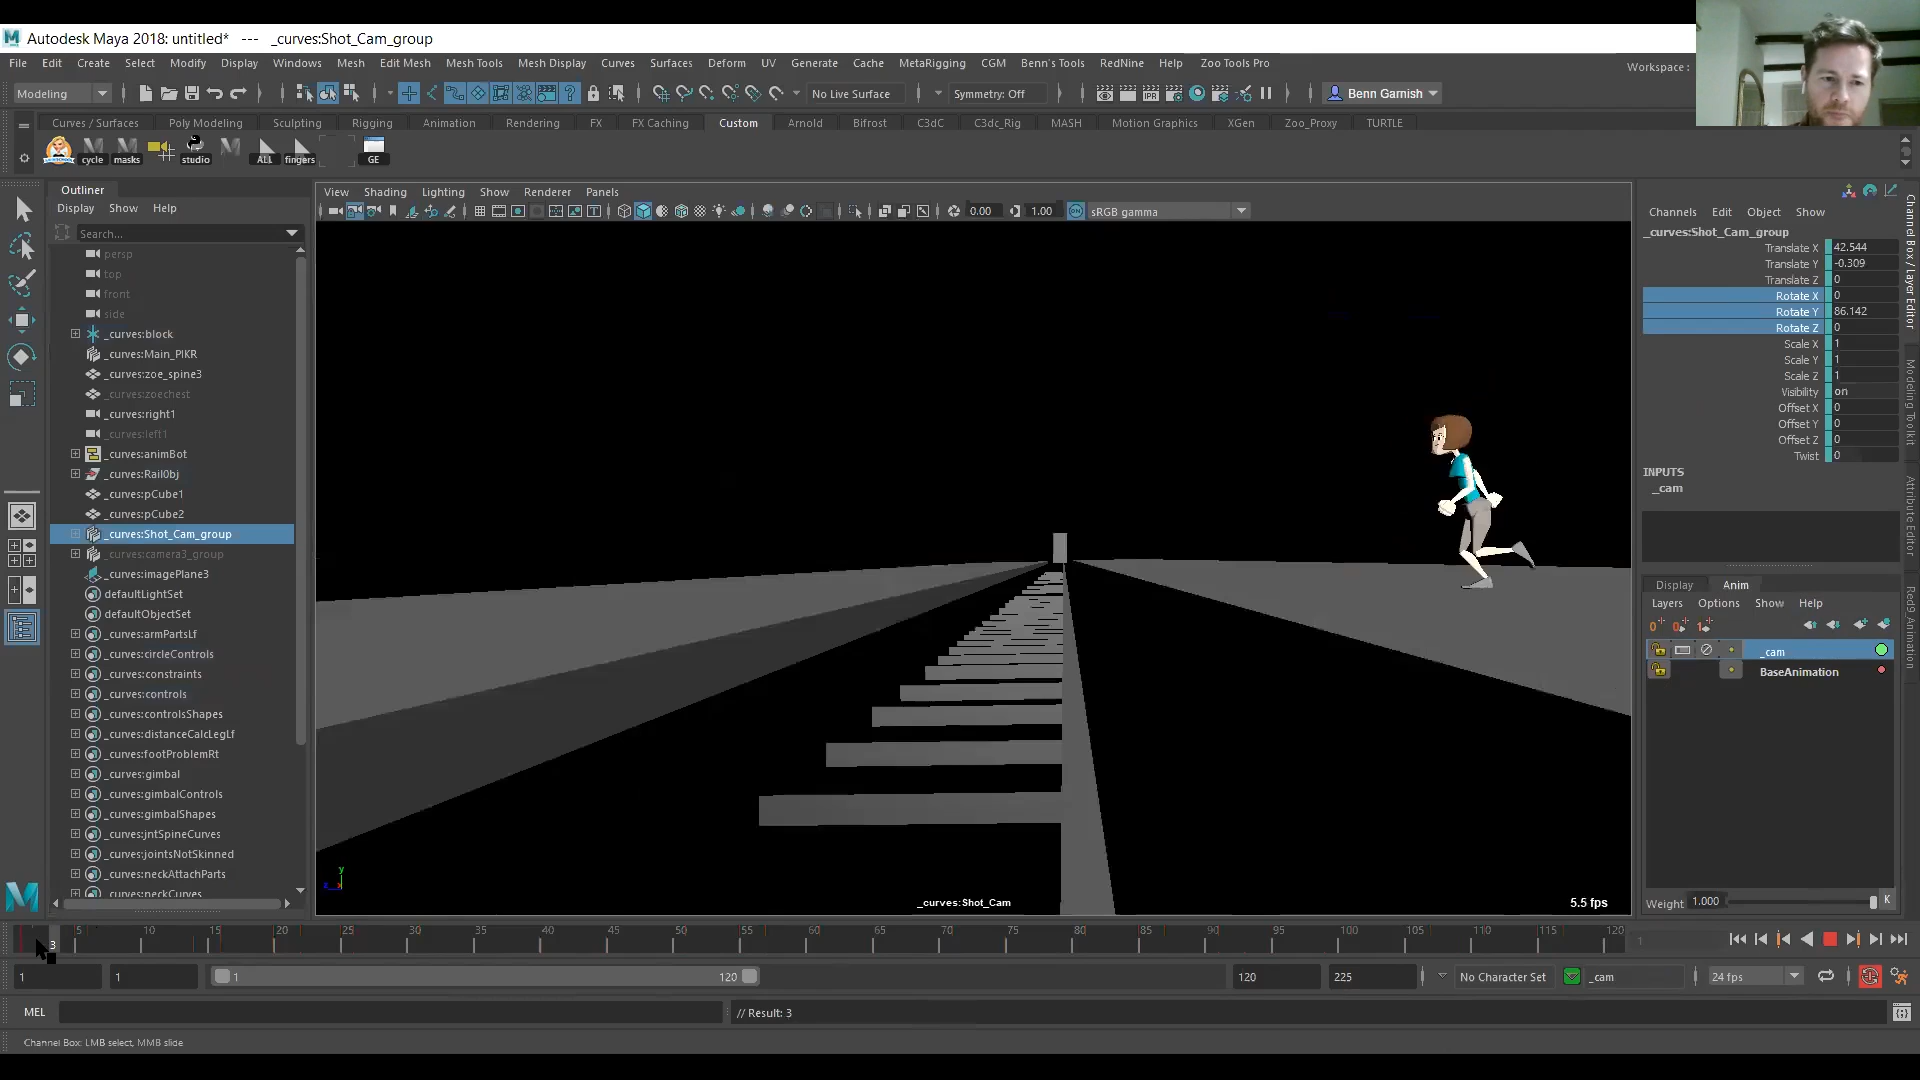 Autodesk Maya 2018: untitled* --- _curves:Shot_Cam_group
File Edit Create Select Modify Display Windows Mesh Edit Mesh Mesh Tools Mesh Display Curves Surfaces Deform UV Generate Cache MetaRigging CGM Benn's Tools RedNine Help Zoo Tools Pro
Workspace :
Modeling No Live Surface Symmetry: Off Benn Garnish
Curves / Surfaces Poly Modeling Sculpting Rigging Animation Rendering FX FX Caching Custom Arnold Bifrost C3DC C3dc_Rig MASH Motion Graphics XGen Zoo_Proxy TURTLE
cycle masks studio ALL fingers GE
Outliner
Display Show Help
Search...
persp
top
front
side
_curves:block
_curves:Main_PIKR
_curves:zoe_spine3
_curves:zoechest
_curves:right1
_curves:left1
_curves:animBot
_curves:RailObj
_curves:pCube1
_curves:pCube2
_curves:Shot_Cam_group
_curves:camera3_group
_curves:imagePlane3
defaultLightSet
defaultObjectSet
_curves:armPartsLf
_curves:circleControls
_curves:constraints
_curves:controls
_curves:controlsShapes
_curves:distanceCalcLegLf
_curves:footProblemRt
_curves:gimbal
_curves:gimbalControls
_curves:gimbalShapes
_curves:jntSpineCurves
_curves:jointsNotSkinned
_curves:neckAttachParts
_curves:neckCurves
View Shading Lighting Show Renderer Panels
0.00 1.00 sRGB gamma
y
_curves:Shot_Cam
5.5 fps
Channels Edit Object Show
_curves:Shot_Cam_group
Translate X 42.544
Translate Y -0.309
Translate Z 0
Rotate X 0
Rotate Y 86.142
Rotate Z 0
Scale X 1
Scale Y 1
Scale Z 1
Visibility on
Offset X 0
Offset Y 0
Offset Z 0
Twist 0
INPUTS
_cam
Display Anim
Layers Options Show Help
_cam
BaseAnimation
Weight 1.000 K
Channel Box / Layer Editor
Modeling Toolkit
Attribute Editor
Red9_Animation
3 5 10 15 20 25 30 35 40 45 50 55 60 65 70 75 80 85 90 95 100 105 110 115 120 1
1 1 1 120 120 225 No Character Set _cam 24 fps
MEL // Result: 3
Channel Box: LMB select, MMB slide